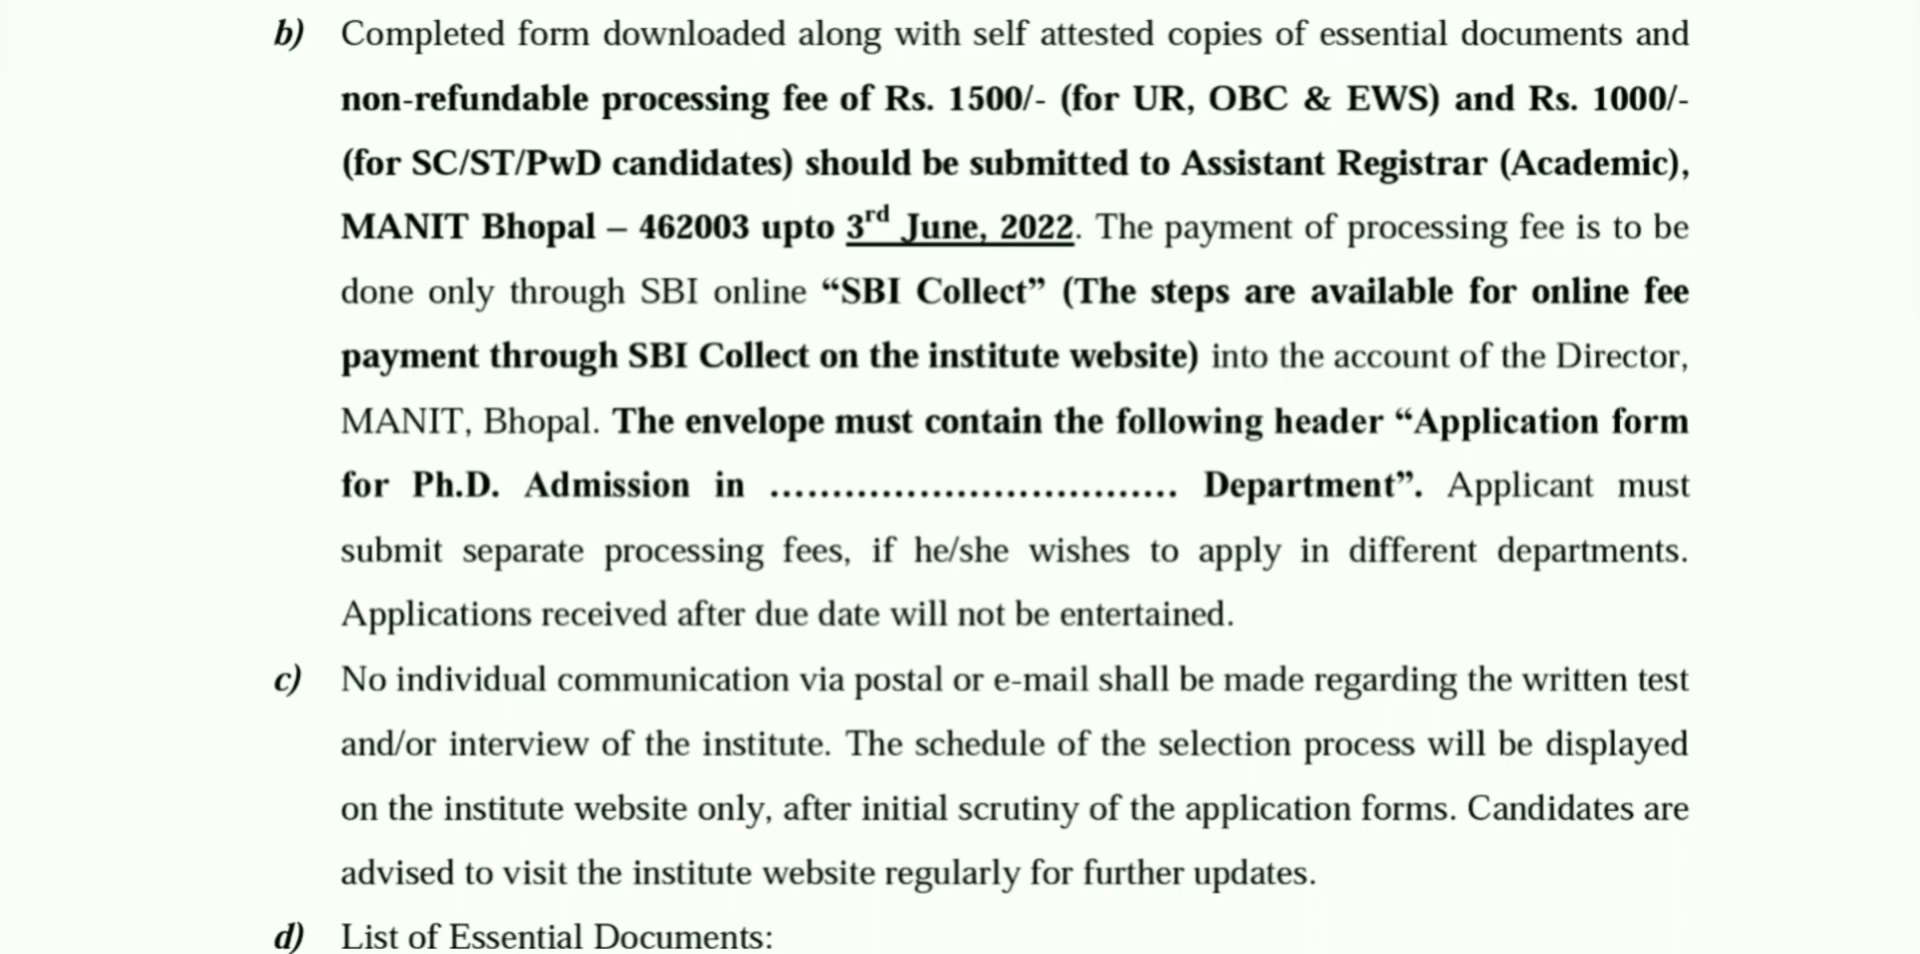 b) Completed form downloaded along with self attested copies of essential documents and
non-refundable processing fee of Rs. 1500/- (for UR, OBC & EWS) and Rs. 1000/-
(for SC/ST/PwD candidates) should be submitted to Assistant Registrar (Academic),
MANIT Bhopal – 462003 upto 3rd June, 2022. The payment of processing fee is to be
done only through SBI online “SBI Collect” (The steps are available for online fee
payment through SBI Collect on the institute website) into the account of the Director,
MANIT, Bhopal. The envelope must contain the following header “Application form
for Ph.D. Admission in ................................. Department”. Applicant must
submit separate processing fees, if he/she wishes to apply in different departments.
Applications received after due date will not be entertained.
c) No individual communication via postal or e-mail shall be made regarding the written test
and/or interview of the institute. The schedule of the selection process will be displayed
on the institute website only, after initial scrutiny of the application forms. Candidates are
advised to visit the institute website regularly for further updates.
d) List of Essential Documents: